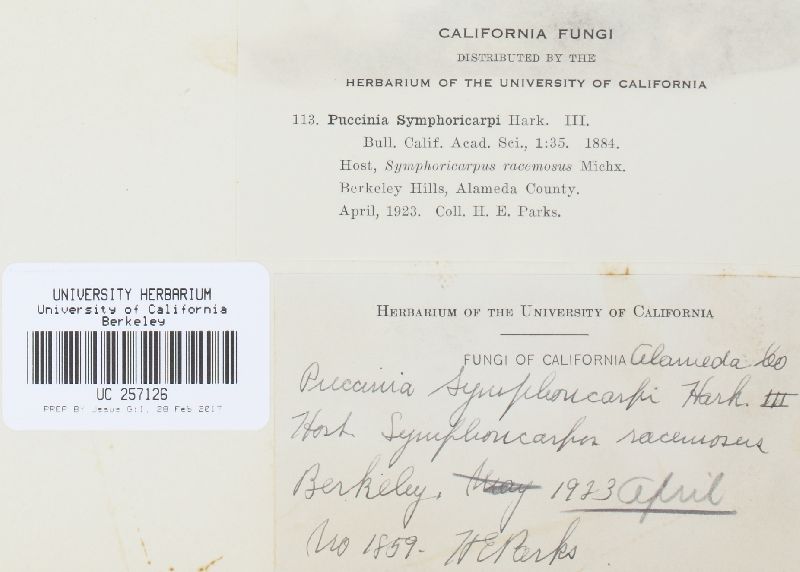 CALIFORNIA FUNGI
DISTRIBUTED BY THE
HERBARIUM OF THE UNIVERSITY OF CALIFORNIA
113. Puccinia Symphoricarpi Hark. III.
Bull. Calif. Acad. Sci., 1:35. 1884.
Host, Symphoricarpus racemosus Michx.
Berkeley Hills, Alameda County.
April, 1923. Coll. H. E. Parks.
UNIVERSITY HERBARIUM
University of California
Berkeley
UC 257126
PREP BY Jesus Gil, 28 Feb 2017
HERBARIUM OF THE UNIVERSITY OF CALIFORNIA
FUNGI OF CALIFORNIA Alameda Co
Puccinia Symphoricarpi Hark. III
Host Symphoricarpos racemosus
Berkeley, May 1923 April
No 1859- HE Parks